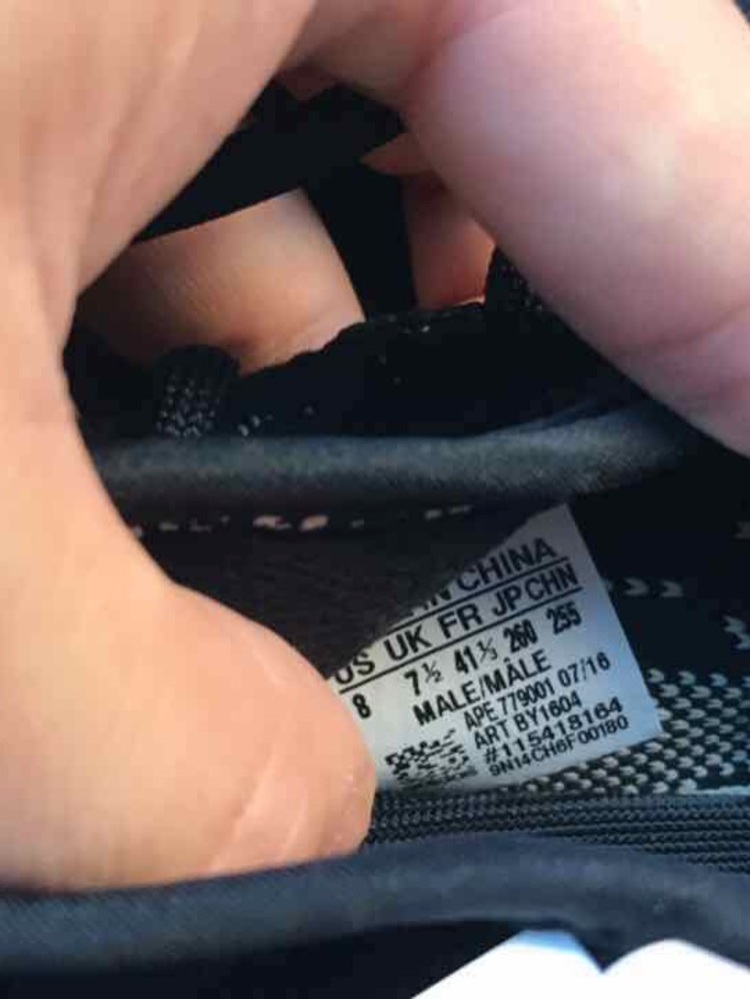 IN CHINA
US UK FR JP CHN
8 7½ 41⅓ 260 255
MALE/MÂLE
APE 779001 07/16
ART BY1604
#115418164
9N14CH6F00180